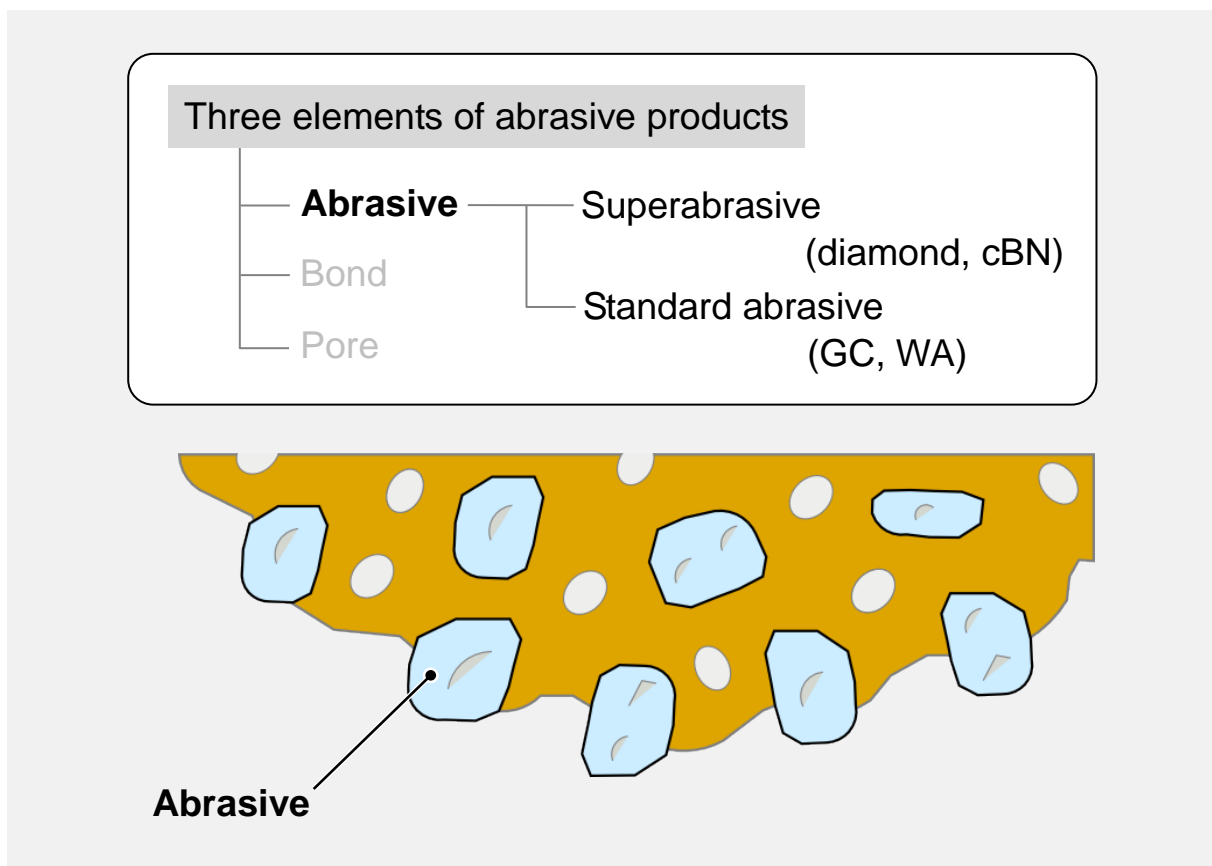 Three elements of abrasive products
Abrasive
Superabrasive
(diamond, cBN)
Bond
Standard abrasive
Pore
(GC, WA)
Abrasive